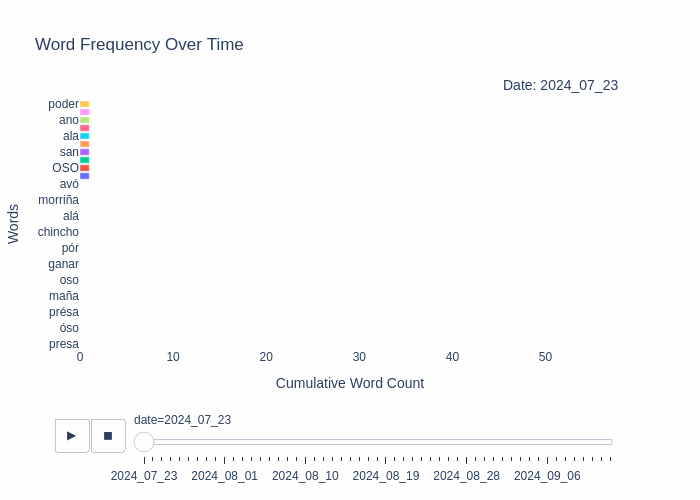 Word Frequency Over Time
Date: 2024_07_23
poder
ano
ala
san
OSO
avó
morriña
alá
chincho
pór
ganar
oso
maña
présa
óso
presa
Words
0 10 20 30 40 50
Cumulative Word Count
date=2024_07_23
2024_07_23 2024_08_01 2024_08_10 2024_08_19 2024_08_28 2024_09_06